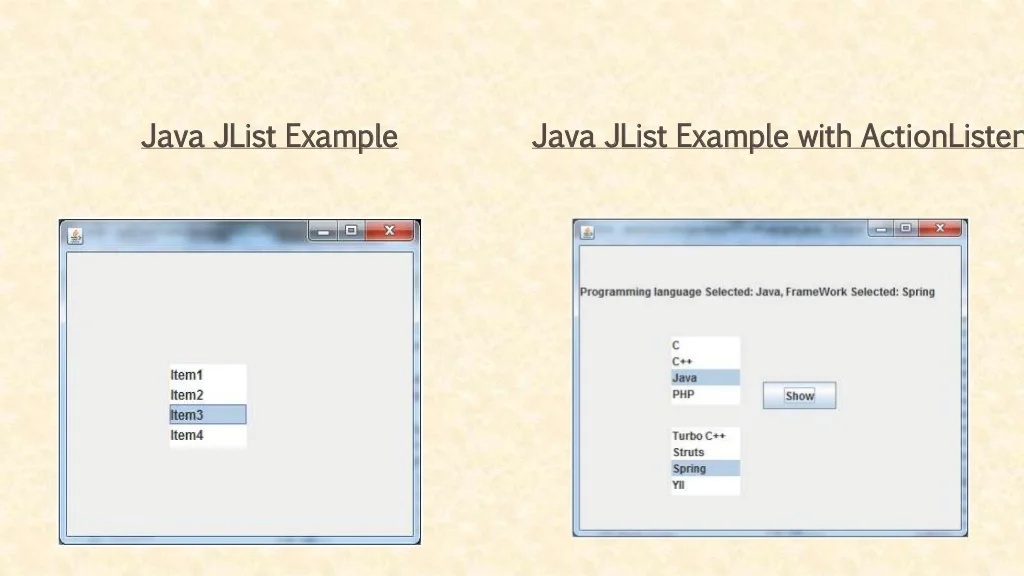 Java JList Example
Java JList Example with ActionListen
Item1
Item2
Item3
Item4
Programming language Selected: Java, FrameWork Selected: Spring
C
C++
Java
PHP
Show
Turbo C++
Struts
Spring
YII